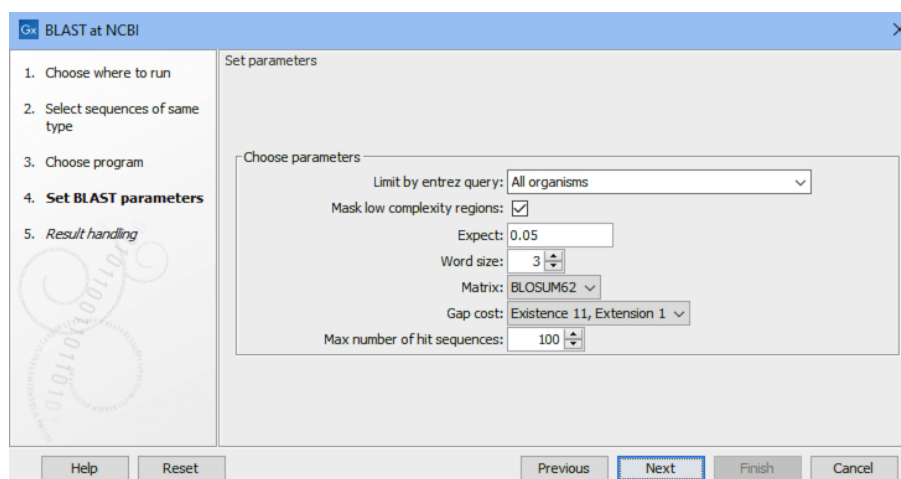 Gx BLAST at NCBI
1. Choose where to run
2. Select sequences of same
type
3. Choose program
4. Set BLAST parameters
5. Result handling
Set parameters
Choose parameters
Limit by entrez query: All organisms
Mask low complexity regions:
Expect: 0.05
Word size: 3
Matrix: BLOSUM62
Gap cost: Existence 11, Extension 1
Max number of hit sequences: 100
Help Reset Previous Next Finish Cancel